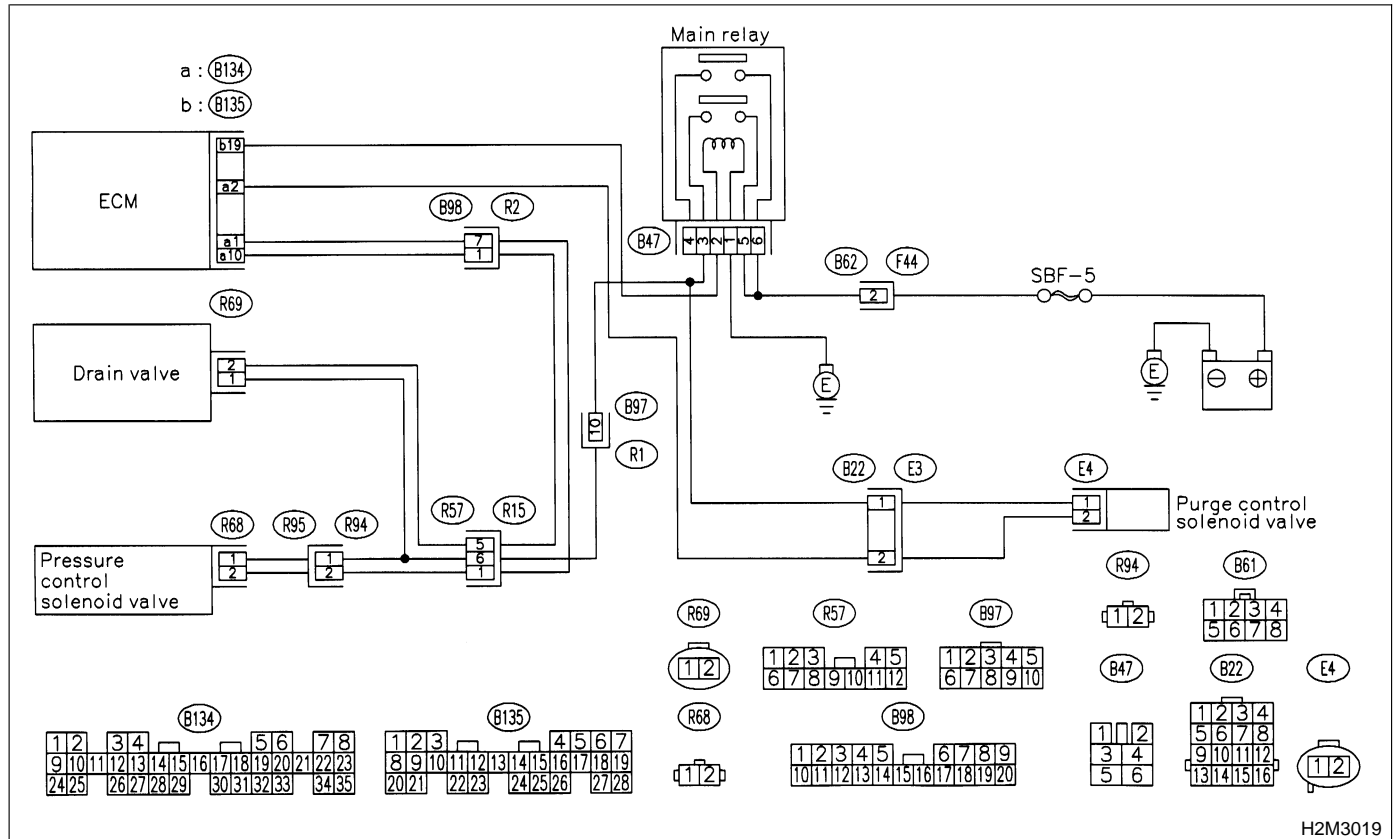 Main relay
a : B134
b : B135
b19
ECM
a2
B98 R2
a1 7
a10 1
B47 4 3 2 1 5 6
B62 F44
2
SBF-5
R69
Drain valve
2
1
E
E
⊖ ⊕
10
B97
R1
B22 E3 E4
1 1
2
2
Purge control
solenoid valve
R68 R95 R94 R57 R15
5
1 1 6
2 2 1
Pressure
control
solenoid valve
R94 B61
1 2
1 2 3 4
5 6 7 8
R69 R57 B97
1 2
1 2 3 4 5
6 7 8 9 10 11 12
1 2 3 4 5
6 7 8 9 10
B47 B22 E4
1 2
3 4
5 6
1 2 3 4
5 6 7 8
9 10 11 12
13 14 15 16
1 2
B134 B135 R68 B98
1 2 3 4 5 6 7 8
9 10 11 12 13 14 15 16 17 18 19 20 21 22 23
24 25 26 27 28 29 30 31 32 33 34 35
1 2 3 4 5 6 7
8 9 10 11 12 13 14 15 16 17 18 19
20 21 22 23 24 25 26 27 28
1 2
1 2 3 4 5 6 7 8 9
10 11 12 13 14 15 16 17 18 19 20
H2M3019